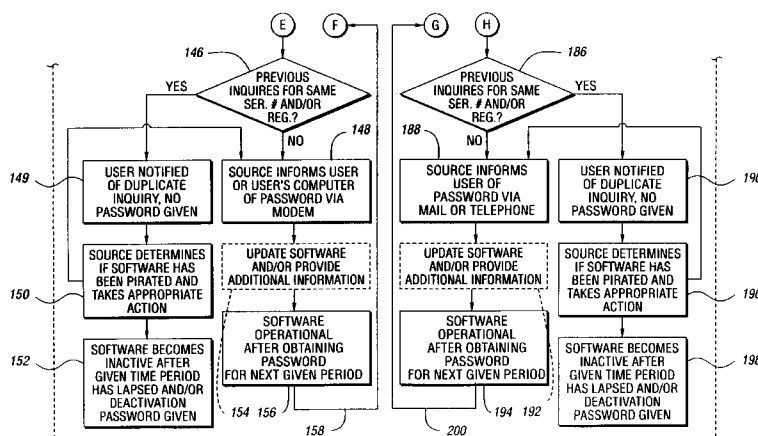 E
F
G
H
146
186
PREVIOUS
INQUIRES FOR SAME
SER. # AND/OR
REG.?
YES
NO
PREVIOUS
INQUIRES FOR SAME
SER. # AND/OR
REG.?
YES
NO
148
188
149
USER NOTIFIED
OF DUPLICATE
INQUIRY, NO
PASSWORD GIVEN
SOURCE INFORMS USER
OR USER'S COMPUTER
OF PASSWORD VIA
MODEM
SOURCE INFORMS
USER OF
PASSWORD VIA
MAIL OR TELEPHONE
USER NOTIFIED
OF DUPLICATE
INQUIRY, NO
PASSWORD GIVEN
150
SOURCE DETERMINES
IF SOFTWARE HAS
BEEN PIRATED AND
TAKES APPROPRIATE
ACTION
UPDATE SOFTWARE
AND/OR PROVIDE
ADDITIONAL INFORMATION
UPDATE SOFTWARE
AND/OR PROVIDE
ADDITIONAL INFORMATION
SOURCE DETERMINES
IF SOFTWARE HAS
BEEN PIRATED AND
TAKES APPROPRIATE
ACTION
152
SOFTWARE BECOMES
INACTIVE AFTER
GIVEN TIME PERIOD
HAS LAPSED AND/OR
DEACTIVATION
PASSWORD GIVEN
SOFTWARE
OPERATIONAL
AFTER OBTAINING
PASSWORD
FOR NEXT GIVEN PERIOD
SOFTWARE
OPERATIONAL
AFTER OBTAINING
PASSWORD
FOR NEXT GIVEN PERIOD
SOFTWARE BECOMES
INACTIVE AFTER
GIVEN TIME PERIOD
HAS LAPSED AND/OR
DEACTIVATION
PASSWORD GIVEN
154 156
158
194 192
200